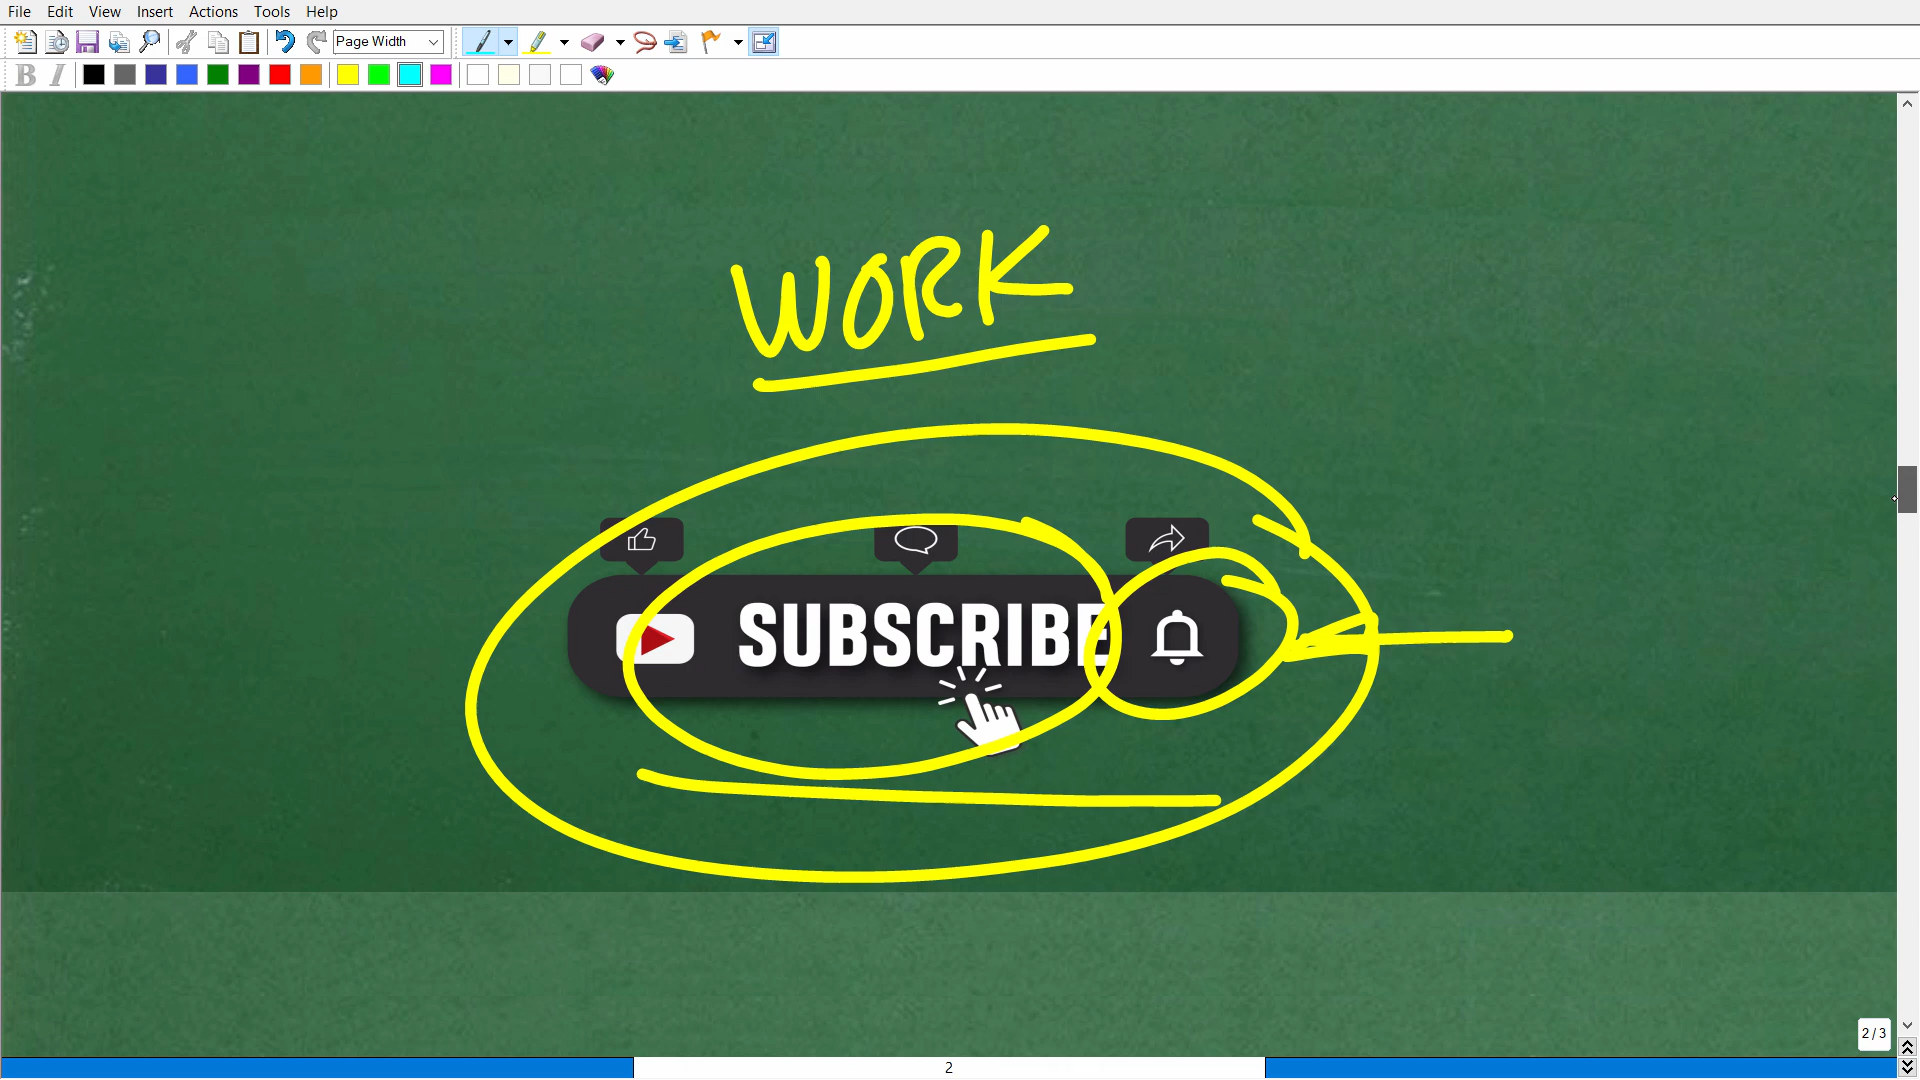 File Edit View Insert Actions Tools Help
Page Width
B I
WORK
SUBSCRIBE
2 / 3
2